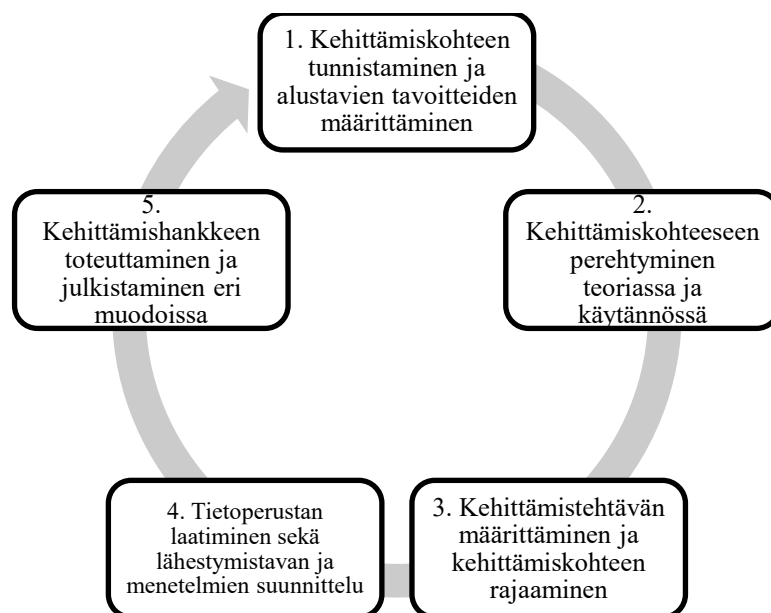 1. Kehittämiskohteen
tunnistaminen ja
alustavien tavoitteiden
määrittäminen
2.
Kehittämiskohteeseen
perehtyminen
teoriassa ja
käytännössä
3. Kehittämistehtävän
määrittäminen ja
kehittämiskohteen
rajaaminen
4. Tietoperustan
laatiminen sekä
lähestymistavan ja
menetelmien suunnittelu
5.
Kehittämishankkeen
toteuttaminen ja
julkistaminen eri
muodoissa